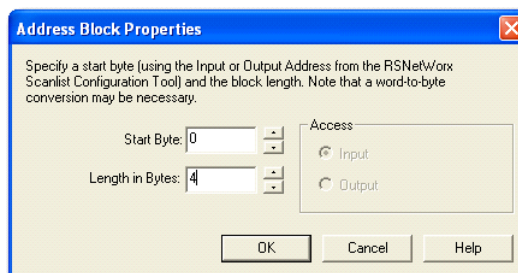 Address Block Properties
Specify a start byte (using the Input or Output Address from the RSNetWorx
Scanlist Configuration Tool) and the block length. Note that a word-to-byte
conversion may be necessary.
Start Byte: 0
Length in Bytes: 4
Access
Input
Output
OK Cancel Help